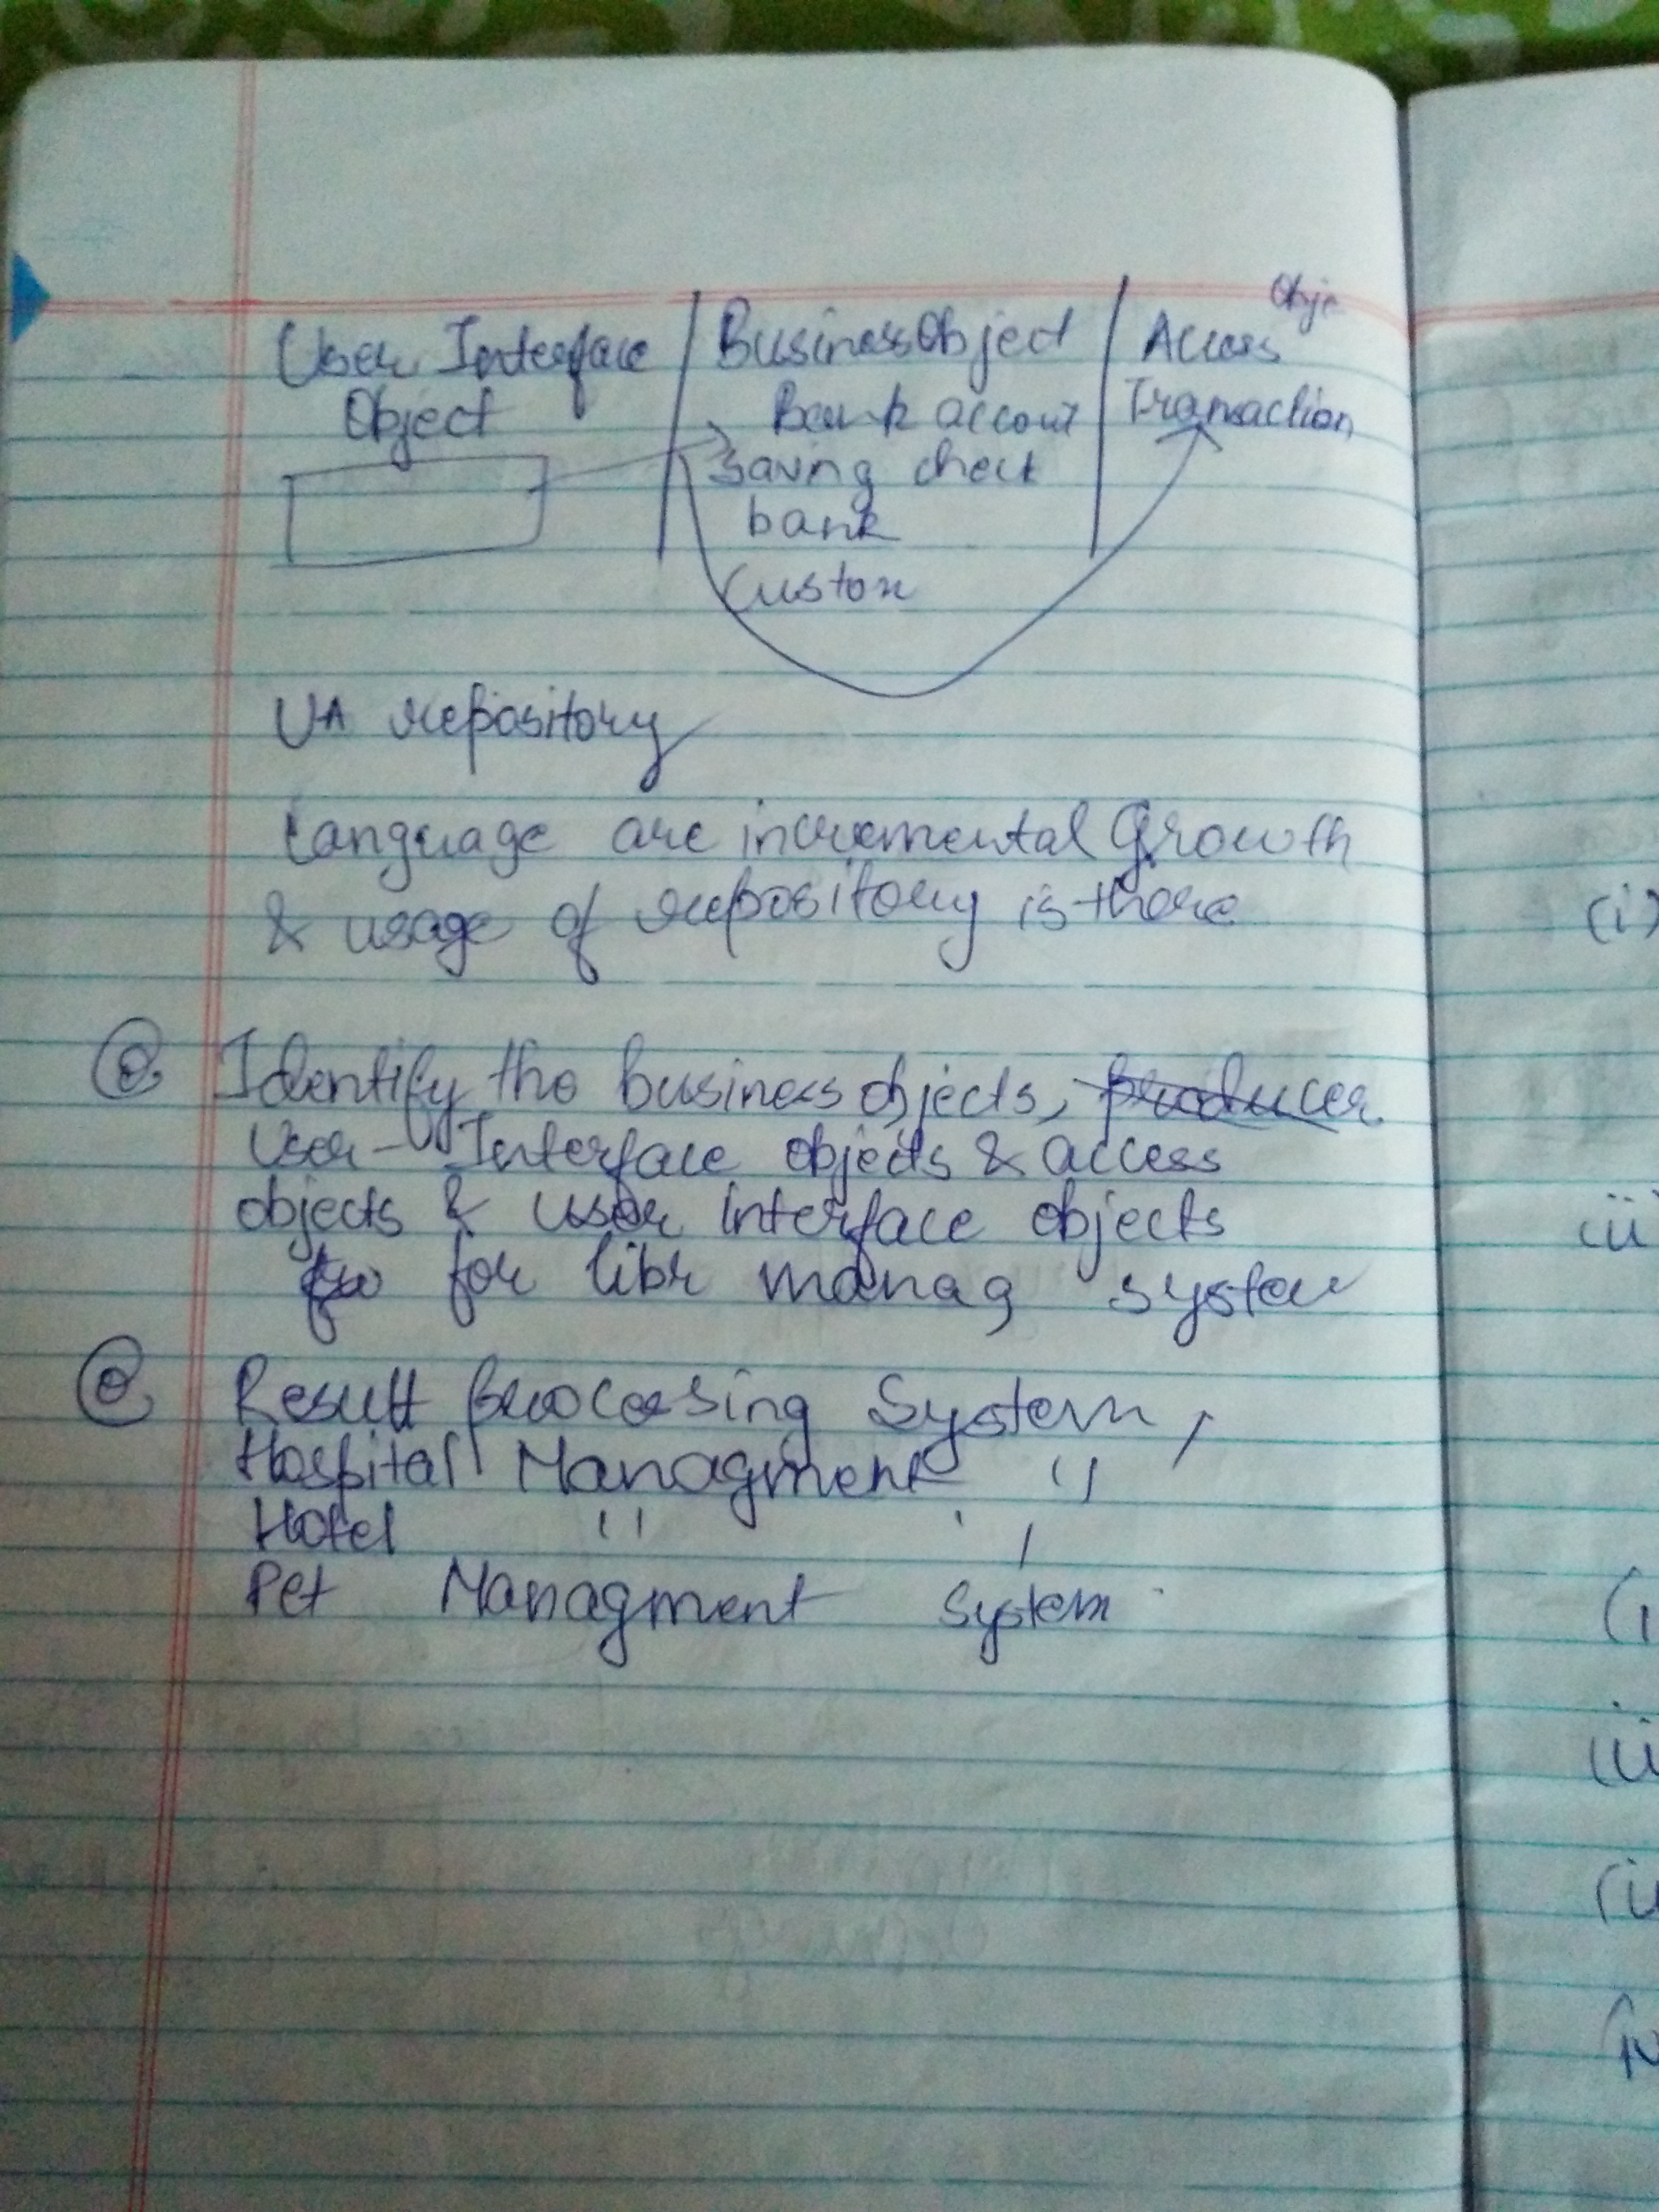 User Interface
Object
Business Object
Bank accout
Saving check
bank
Custom
Obje
Access
Transaction
UA repository
Language are incremental Growth
& usage of repository is there
Q Identify the business objects, producer
User-Interface objects & access
objects & user interface objects
for libr manag system
Q Result Processing System,
Hospital Managment "
Hotel " ,
Pet Managment System
(i)
(ii
(i
(ii
(ii
(iv